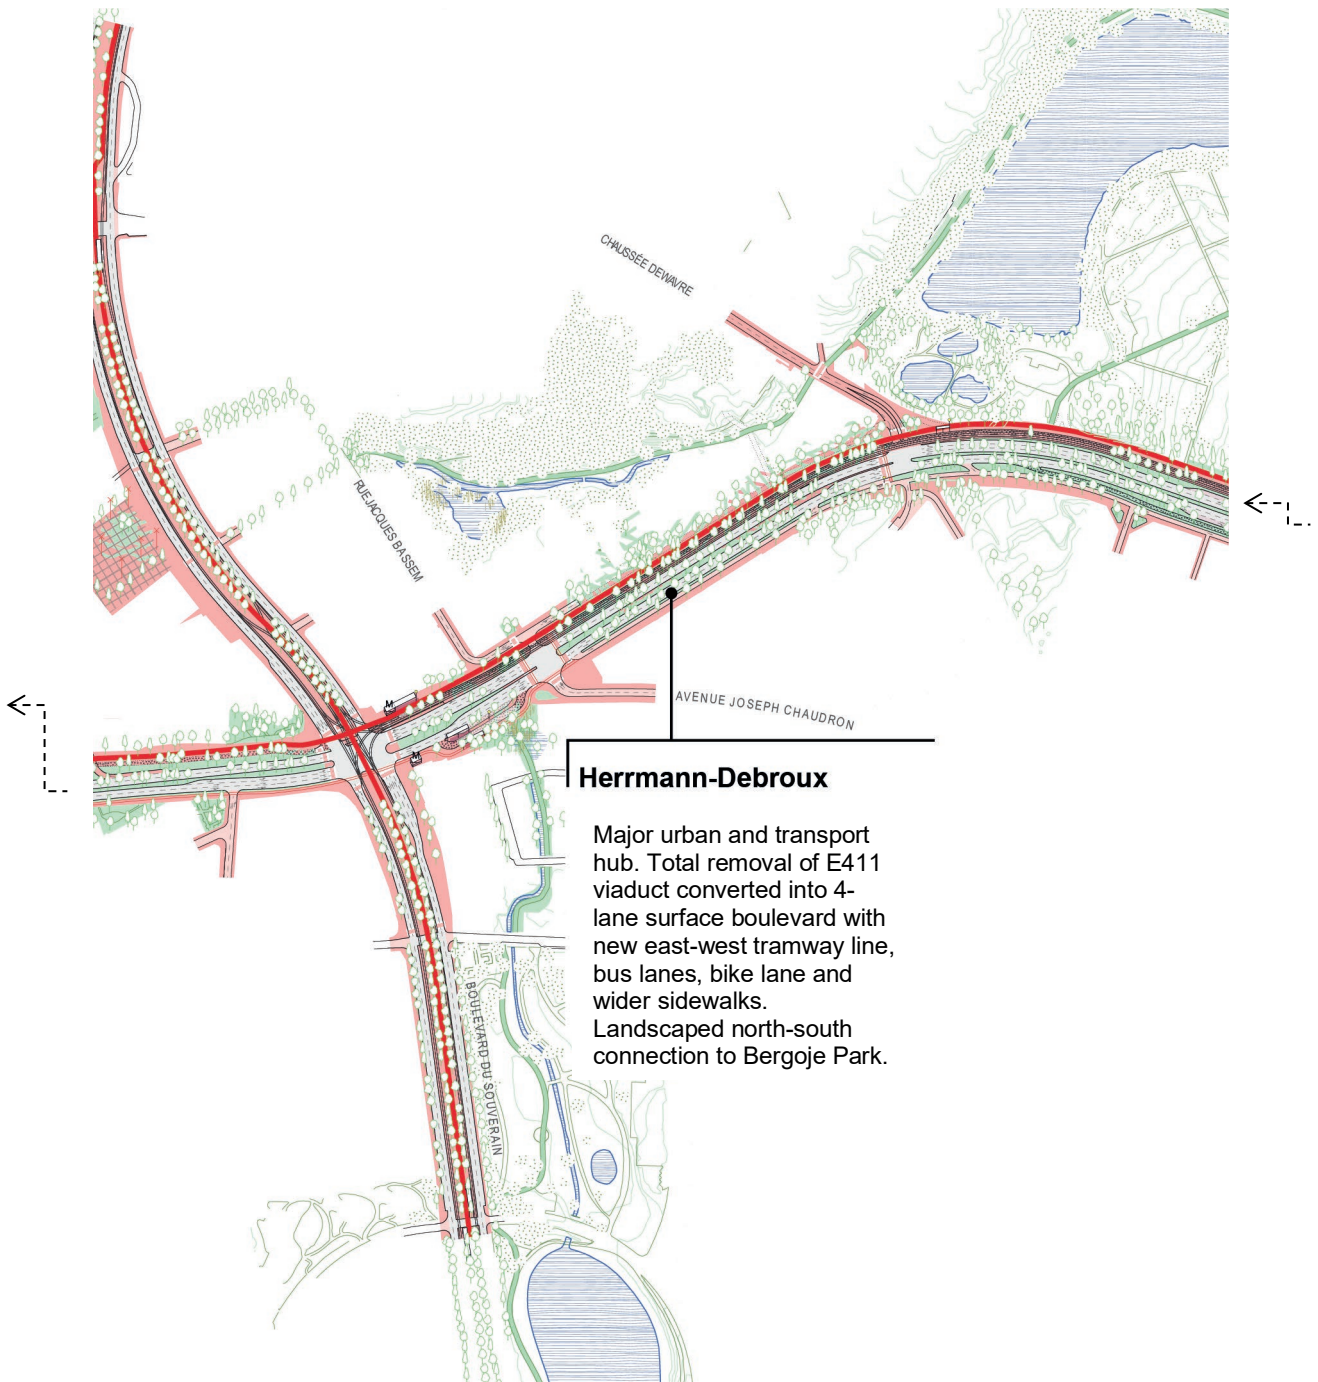 CHAUSSÉE DEWAVRE
RUE JACQUES BASSEM
M
AVENUE JOSEPH CHAUDRON
M
Herrmann-Debroux
Major urban and transport
hub. Total removal of E411
viaduct converted into 4-
lane surface boulevard with
new east-west tramway line,
bus lanes, bike lane and
wider sidewalks.
Landscaped north-south
connection to Bergoje Park.
BOULEVARD DU SOUVERAIN